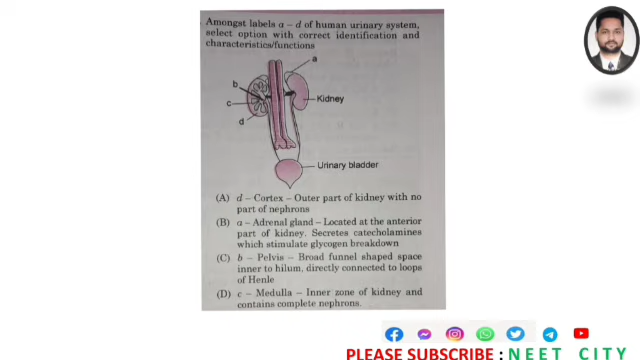 Amongst labels a – d of human urinary system,
select option with correct identification and
characteristics/functions
a
b
c
d
Kidney
Urinary bladder
(A) d – Cortex – Outer part of kidney with no
part of nephrons
(B) a – Adrenal gland – Located at the anterior
part of kidney. Secretes catecholamines
which stimulate glycogen breakdown
(C) b – Pelvis – Broad funnel shaped space
inner to hilum, directly connected to loops
of Henle
(D) c – Medulla – Inner zone of kidney and
contains complete nephrons.
PLEASE SUBSCRIBE : NEET CITY